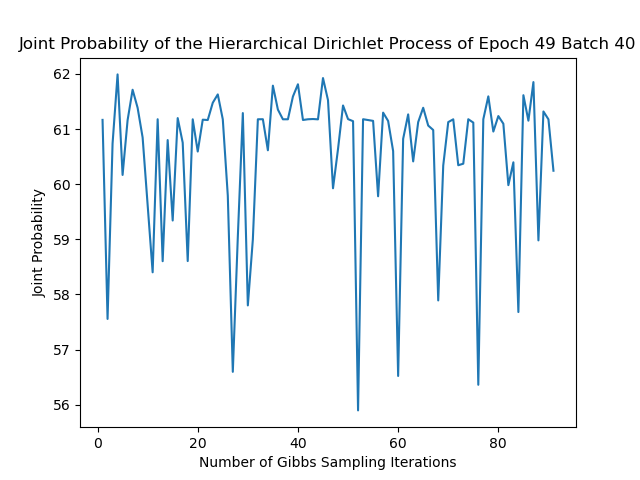 Joint Probability of the Hierarchical Dirichlet Process of Epoch 49 Batch 40
62
61
60
59
58
57
56
Joint Probability
0 20 40 60 80
Number of Gibbs Sampling Iterations